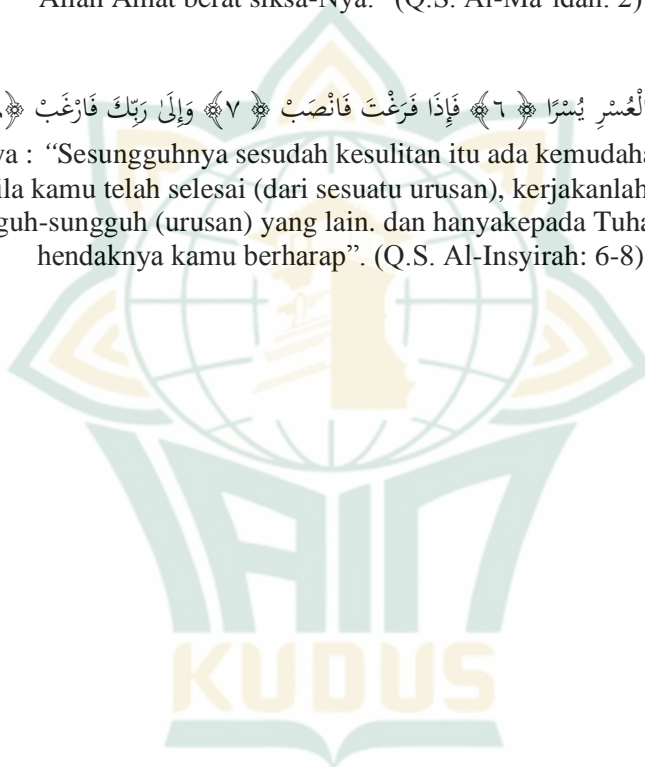 Allah Amat berat siksa-Nya.” (Q.S. Al-Ma’idah: 2)
الْعُسْرِ يُسْرًا ﴿٦﴾ فَإِذَا فَرَغْتَ فَانْصَبْ ﴿٧﴾ وَإِلَىٰ رَبِّكَ فَارْغَبْ
ya : “Sesungguhnya sesudah kesulitan itu ada kemudaha
ila kamu telah selesai (dari sesuatu urusan), kerjakanlah
guh-sungguh (urusan) yang lain. dan hanyakepada Tuha
hendaknya kamu berharap”. (Q.S. Al-Insyirah: 6-8)
IAIN
KUDUS